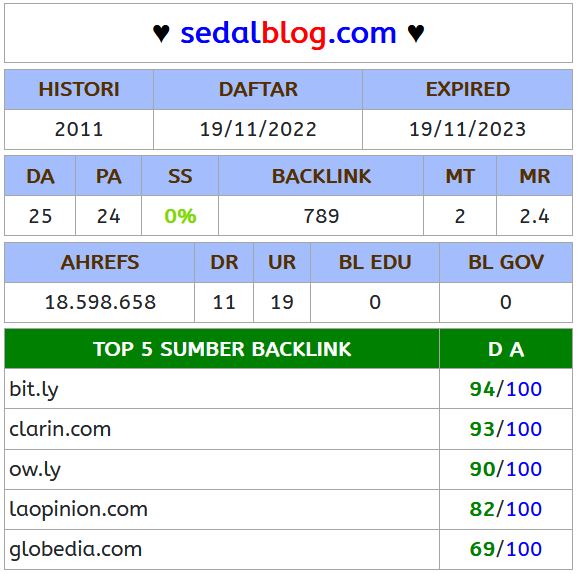 ♥ sedalblog.com ♥
HISTORI DAFTAR EXPIRED
2011 19/11/2022 19/11/2023
DA PA SS BACKLINK MT MR
25 24 0% 789 2 2.4
AHREFS DR UR BL EDU BL GOV
18.598.658 11 19 0 0
TOP 5 SUMBER BACKLINK D A
bit.ly 94/100
clarin.com 93/100
ow.ly 90/100
laopinion.com 82/100
globedia.com 69/100